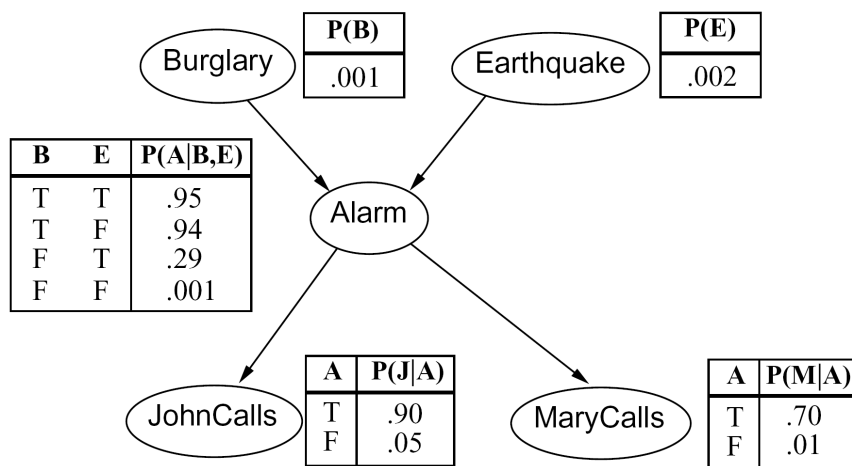 Burglary
P(B)
.001
Earthquake
P(E)
.002
B E P(A|B,E)
T T .95
T F .94
F T .29
F F .001
Alarm
JohnCalls
A P(J|A)
T .90
F .05
MaryCalls
A P(M|A)
T .70
F .01